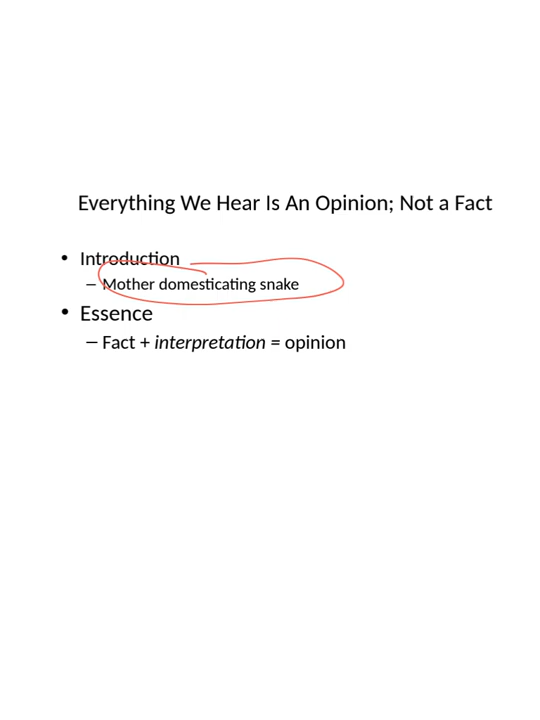 Everything We Hear Is An Opinion; Not a Fact
• Introduction
– Mother domesticating snake
• Essence
– Fact + interpretation = opinion